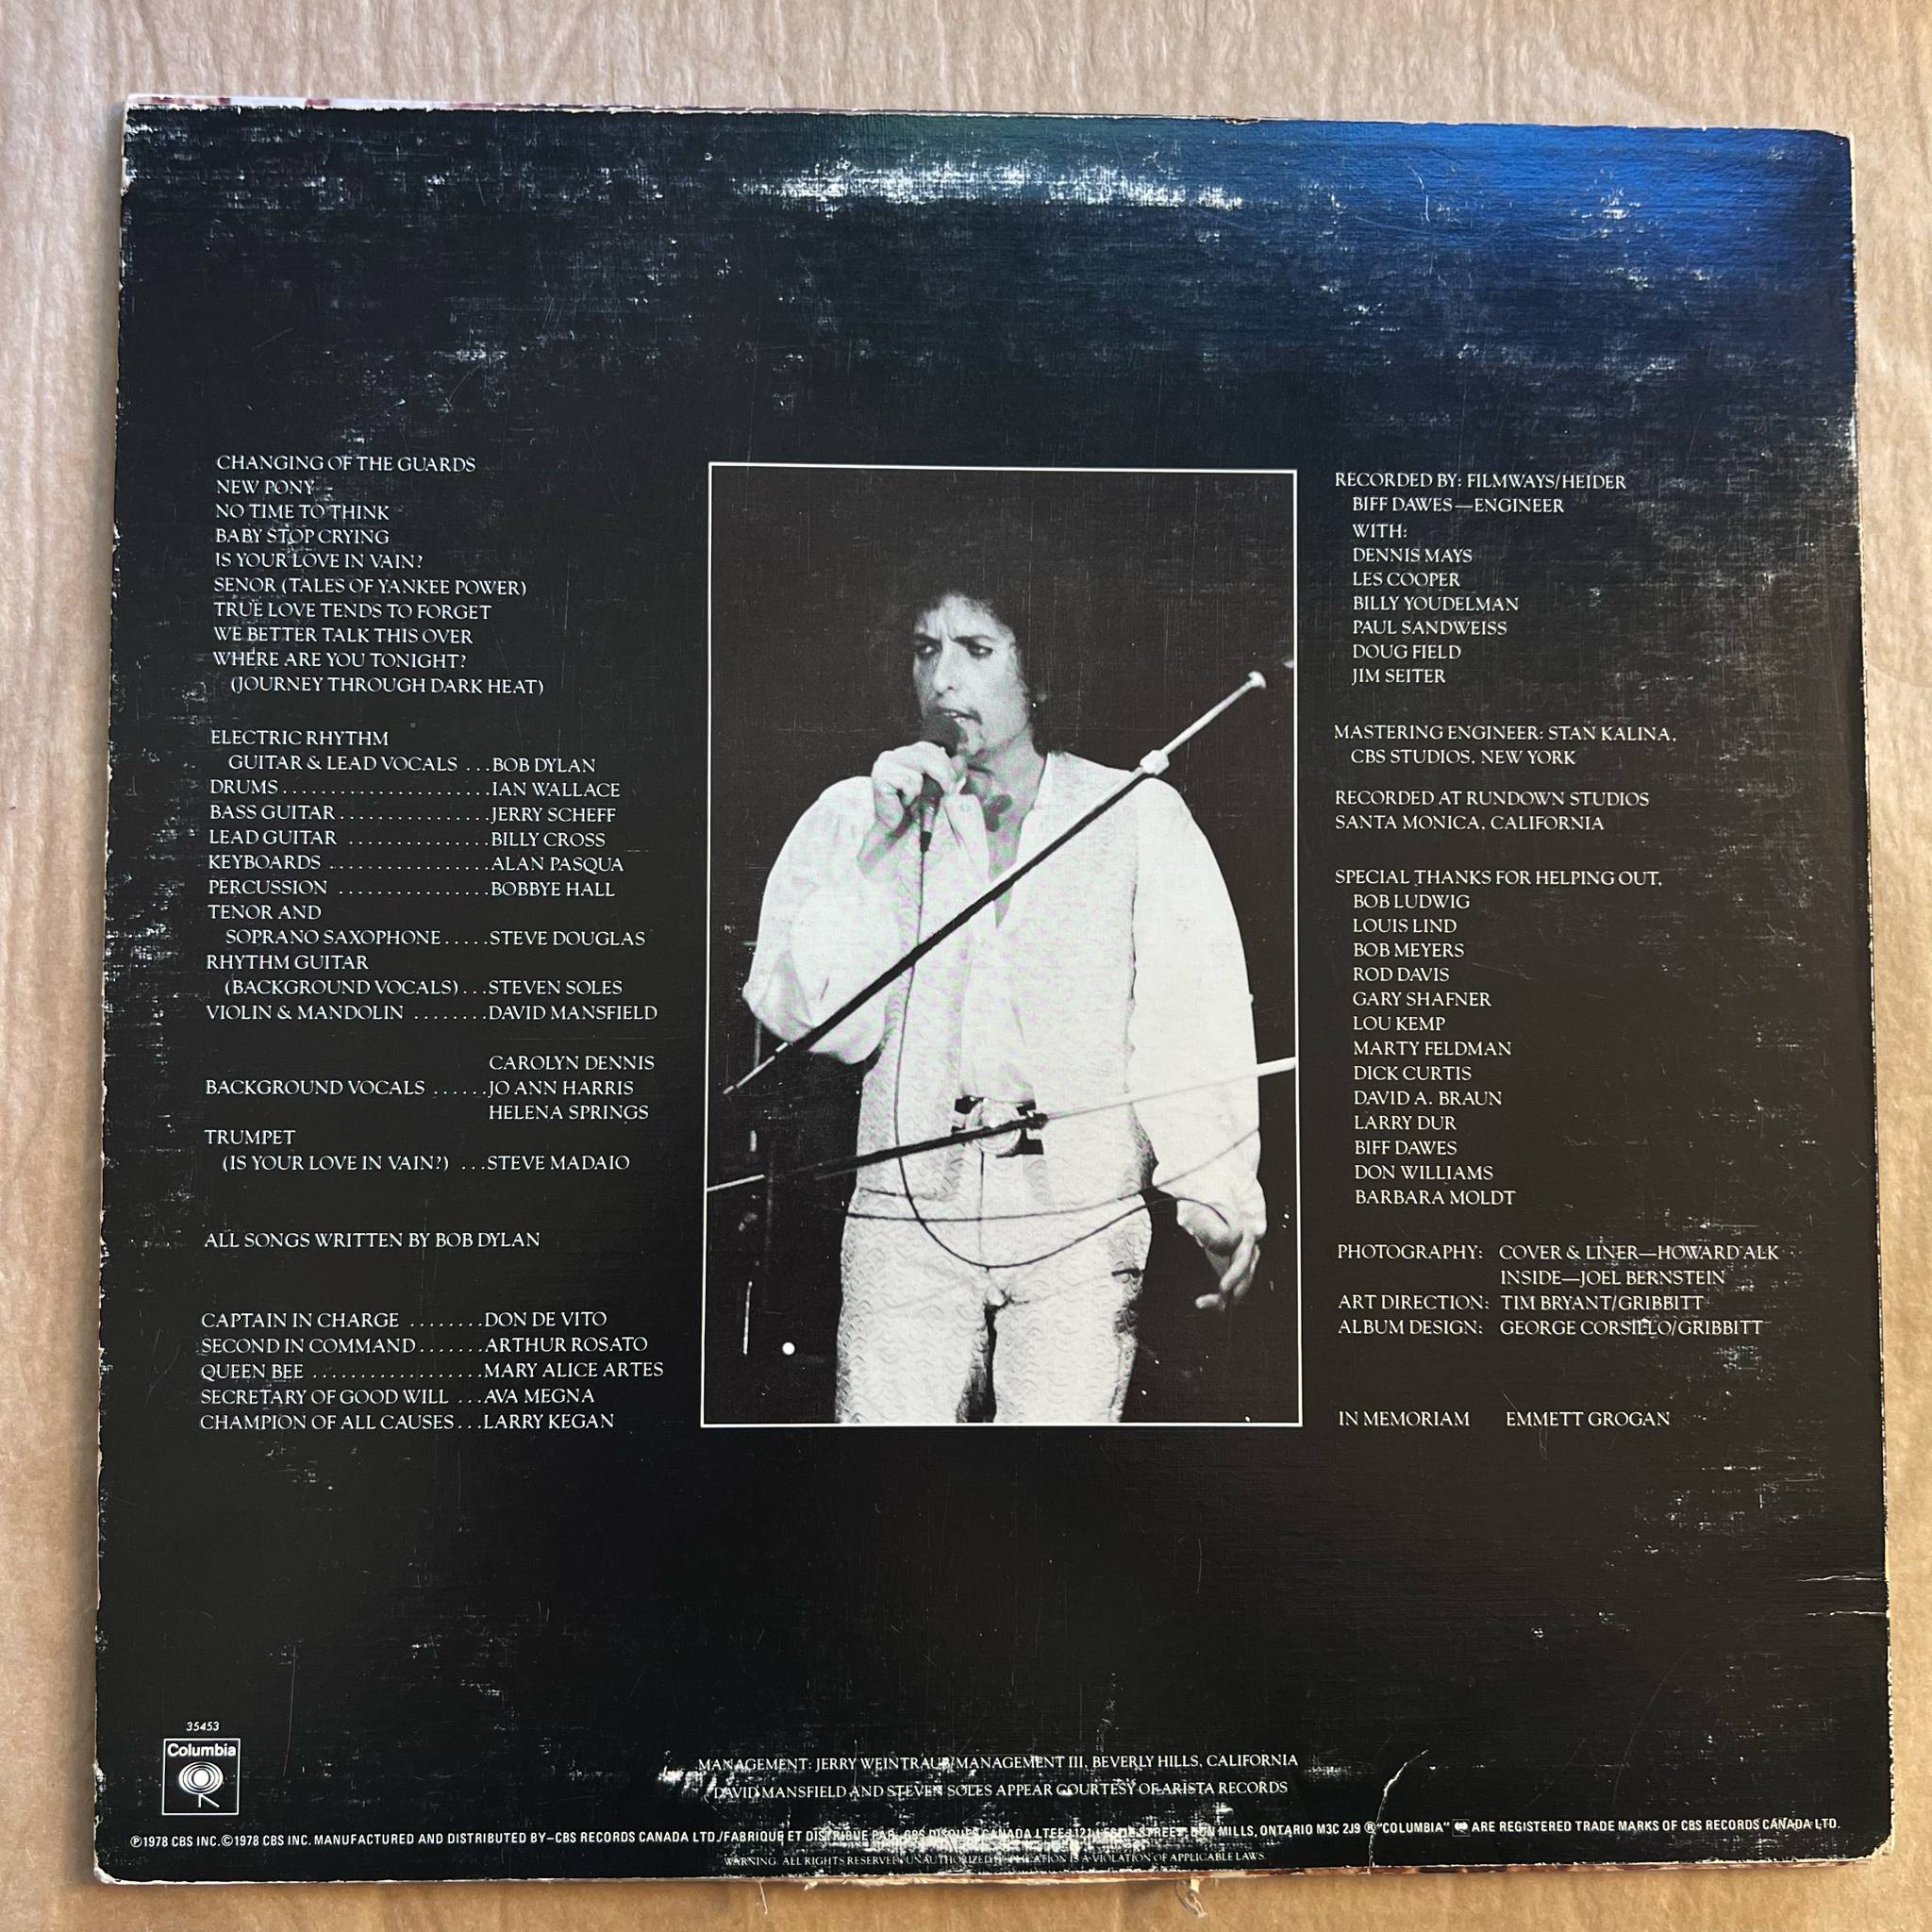 CHANGING OF THE GUARDS
NEW PONY
NO TIME TO THINK
BABY STOP CRYING
IS YOUR LOVE IN VAIN?
SENOR (TALES OF YANKEE POWER)
TRUE LOVE TENDS TO FORGET
WE BETTER TALK THIS OVER
WHERE ARE YOU TONIGHT?
(JOURNEY THROUGH DARK HEAT)
ELECTRIC RHYTHM
GUITAR & LEAD VOCALS ...BOB DYLAN
DRUMS......................IAN WALLACE
BASS GUITAR................JERRY SCHEFF
LEAD GUITAR ...............BILLY CROSS
KEYBOARDS .................ALAN PASQUA
PERCUSSION ................BOBBYE HALL
TENOR AND
SOPRANO SAXOPHONE.....STEVE DOUGLAS
RHYTHM GUITAR
(BACKGROUND VOCALS)...STEVEN SOLES
VIOLIN & MANDOLIN ........DAVID MANSFIELD
CAROLYN DENNIS
BACKGROUND VOCALS ......JO ANN HARRIS
HELENA SPRINGS
TRUMPET
(IS YOUR LOVE IN VAIN?) ...STEVE MADAIO
ALL SONGS WRITTEN BY BOB DYLAN
CAPTAIN IN CHARGE ........DON DE VITO
SECOND IN COMMAND.......ARTHUR ROSATO
QUEEN BEE ..................MARY ALICE ARTES
SECRETARY OF GOOD WILL ...AVA MEGNA
CHAMPION OF ALL CAUSES...LARRY KEGAN
RECORDED BY: FILMWAYS/HEIDER
BIFF DAWES—ENGINEER
WITH:
DENNIS MAYS
LES COOPER
BILLY YOUDELMAN
PAUL SANDWEISS
DOUG FIELD
JIM SEITER
MASTERING ENGINEER: STAN KALINA,
CBS STUDIOS, NEW YORK
RECORDED AT RUNDOWN STUDIOS
SANTA MONICA, CALIFORNIA
SPECIAL THANKS FOR HELPING OUT,
BOB LUDWIG
LOUIS LIND
BOB MEYERS
ROD DAVIS
GARY SHAFNER
LOU KEMP
MARTY FELDMAN
DICK CURTIS
DAVID A. BRAUN
LARRY DUR
BIFF DAWES
DON WILLIAMS
BARBARA MOLDT
PHOTOGRAPHY: COVER & LINER—HOWARD ALK
INSIDE—JOEL BERNSTEIN
ART DIRECTION: TIM BRYANT/GRIBBITT
ALBUM DESIGN: GEORGE CORSILLO/GRIBBITT
IN MEMORIAM EMMETT GROGAN
35453
Columbia
MANAGEMENT: JERRY WEINTRAUB/MANAGEMENT III, BEVERLY HILLS, CALIFORNIA
DAVID MANSFIELD AND STEVEN SOLES APPEAR COURTESY OF ARISTA RECORDS
℗1978 CBS INC.©1978 CBS INC. MANUFACTURED AND DISTRIBUTED BY–CBS RECORDS CANADA LTD./FABRIQUÉ ET DISTRIBUÉ PAR CBS DISQUES CANADA LTEE 1121 LESLIE STREET, DON MILLS, ONTARIO M3C 2J9 ®"COLUMBIA" ARE REGISTERED TRADE MARKS OF CBS RECORDS CANADA LTD.
WARNING: ALL RIGHTS RESERVED. UNAUTHORIZED DUPLICATION IS A VIOLATION OF APPLICABLE LAWS.